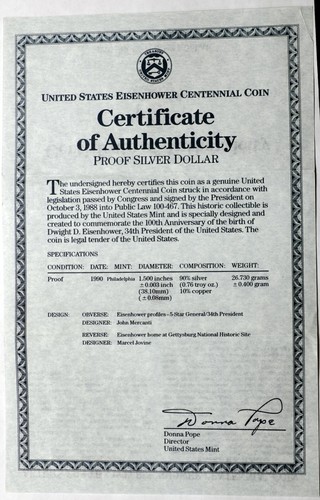 UNITED STATES EISENHOWER CENTENNIAL COIN
Certificate
of Authenticity
PROOF SILVER DOLLAR
The undersigned hereby certifies this coin as a genuine United
States Eisenhower Centennial Coin struck in accordance with
legislation passed by Congress and signed by the President on
October 3, 1988 into Public Law 100-467. This historic collectible is
produced by the United States Mint and is specially designed and
created to commemorate the 100th Anniversary of the birth of
Dwight D. Eisenhower, 34th President of the United States. The
coin is legal tender of the United States.
SPECIFICATIONS
CONDITION: DATE: MINT: DIAMETER: COMPOSITION: WEIGHT:
Proof 1990 Philadelphia 1.500 inches 90% silver 26.730 grams
±0.003 inch (0.76 troy oz.) ±0.400 gram
(38.10mm) 10% copper
(±0.08mm)
DESIGN: OBVERSE: Eisenhower profiles–5 Star General/34th President
DESIGNER: John Mercanti
REVERSE: Eisenhower home at Gettysburg National Historic Site
DESIGNER: Marcel Jovine
Donna Pope
Donna Pope
Director
United States Mint